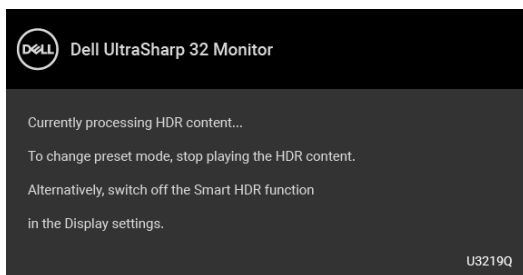 DELL
Dell UltraSharp 32 Monitor
Currently processing HDR content...
To change preset mode, stop playing the HDR content.
Alternatively, switch off the Smart HDR function
in the Display settings.
U3219Q